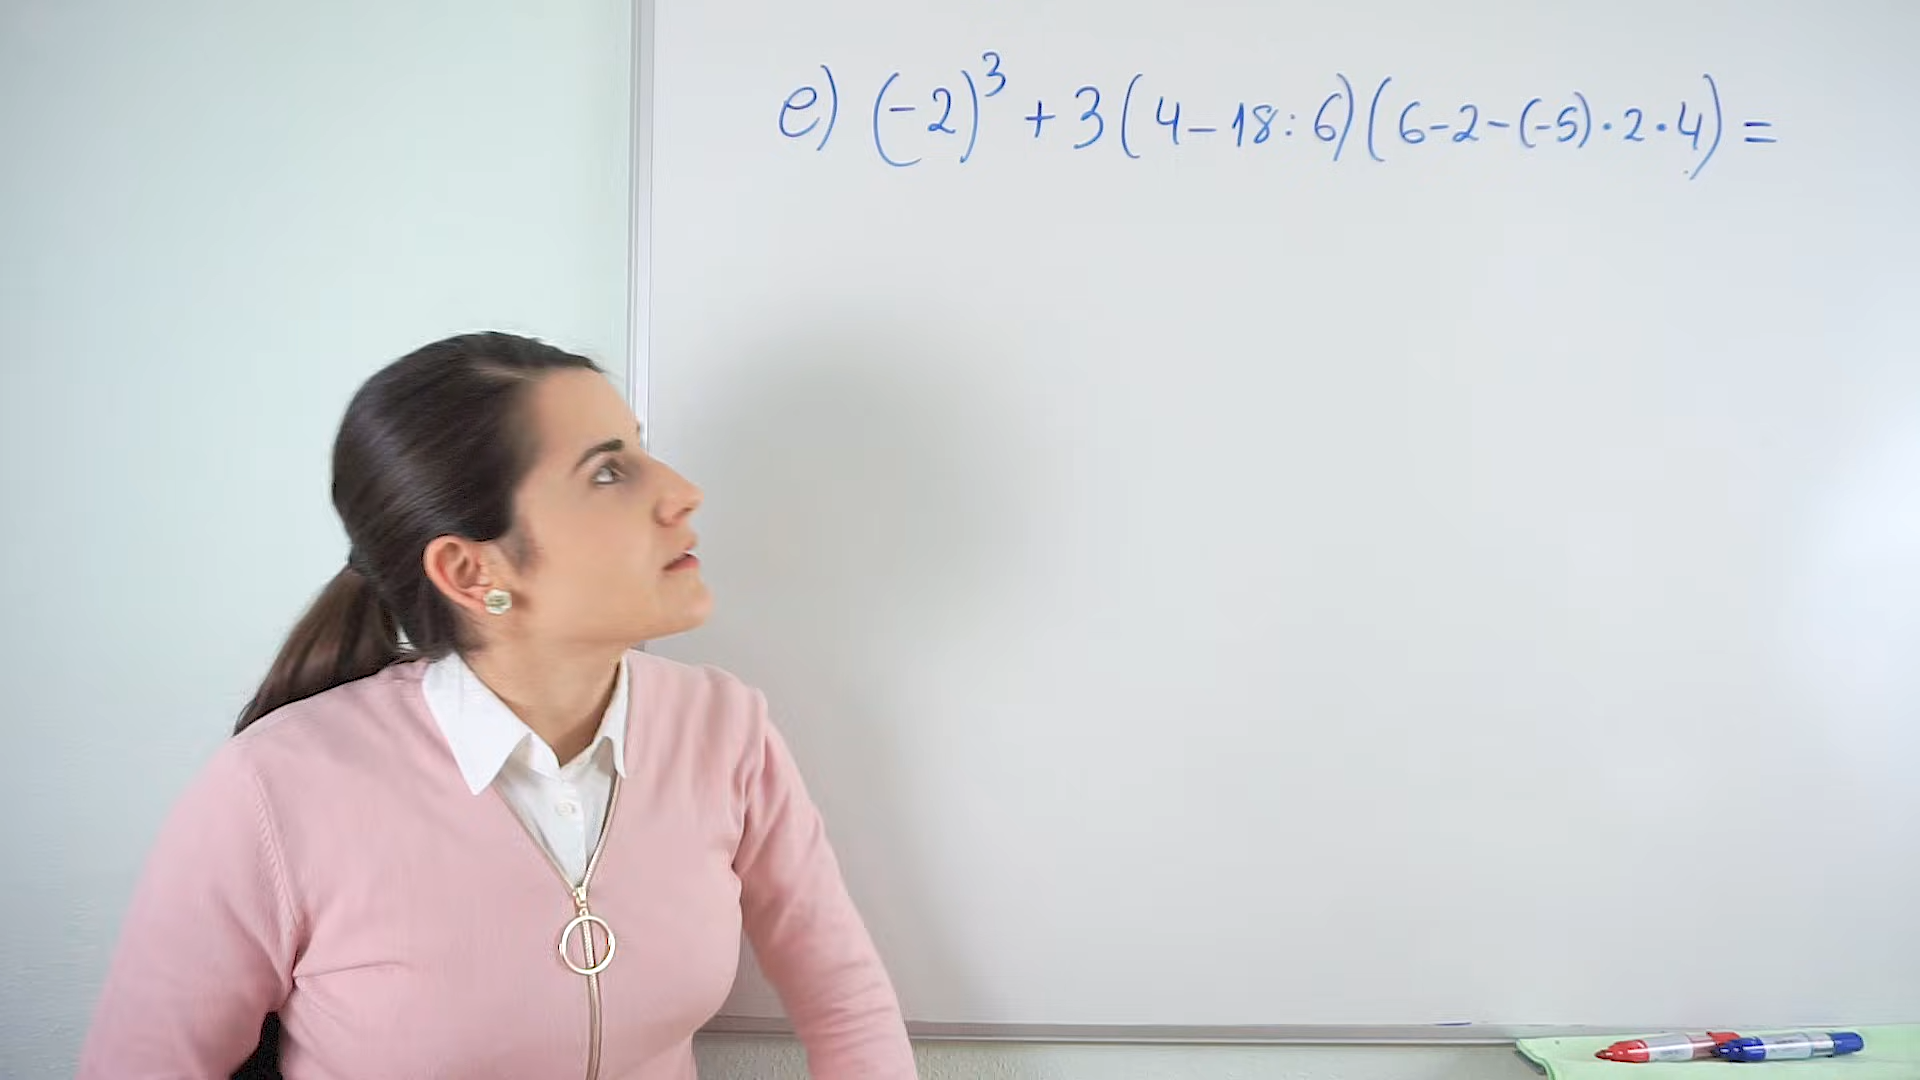 e) (-2)³ + 3(4-18:6)(6-2-(-5)·2·4) =